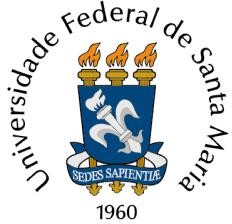 Universidade Federal de Santa Maria
SEDES SAPIENTIÆ
1960